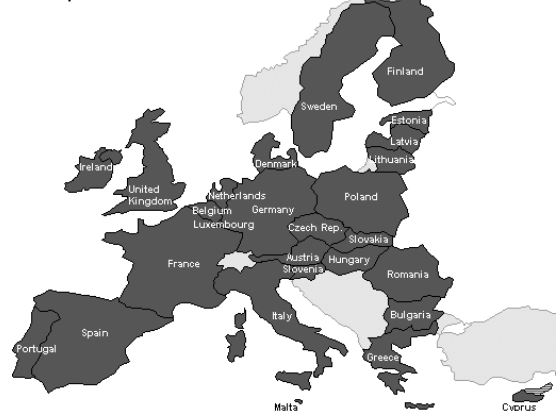 Finland
Sweden
Estonia
Latvia
Lithuania
Denmark
Ireland
United
Kingdom
Netherlands
Belgium
Luxembourg
Germany
Poland
Czech Rep.
Slovakia
Austria
Slovenia
Hungary
France
Romania
Italy
Bulgaria
Spain
Portugal
Greece
Malta
Cyprus